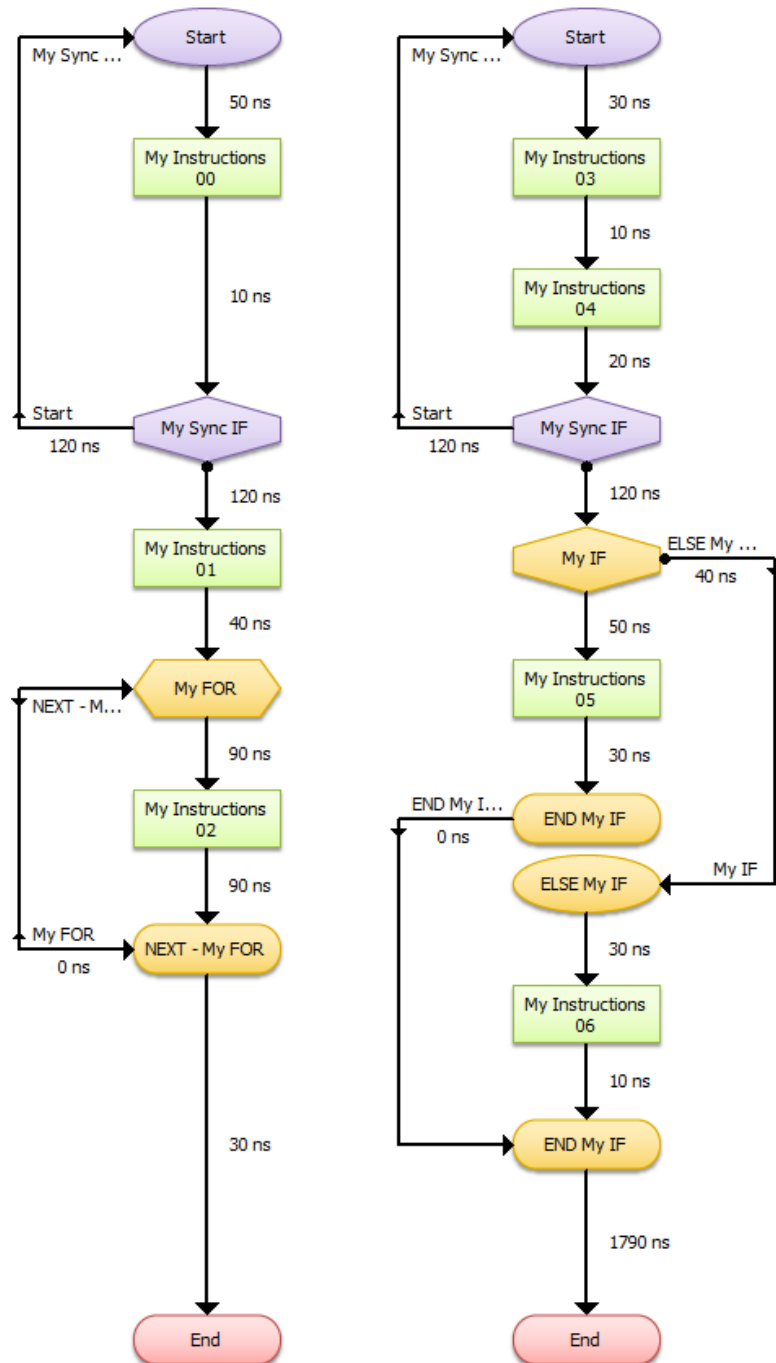 Start
My Sync ...
50 ns
My Instructions
00
10 ns
Start
120 ns
My Sync IF
120 ns
My Instructions
01
40 ns
My FOR
NEXT - M...
90 ns
My Instructions
02
90 ns
My FOR
0 ns
NEXT - My FOR
30 ns
End
Start
My Sync ...
30 ns
My Instructions
03
10 ns
My Instructions
04
20 ns
Start
120 ns
My Sync IF
120 ns
My IF
ELSE My ...
40 ns
50 ns
My Instructions
05
30 ns
END My I...
0 ns
END My IF
My IF
ELSE My IF
30 ns
My Instructions
06
10 ns
END My IF
1790 ns
End